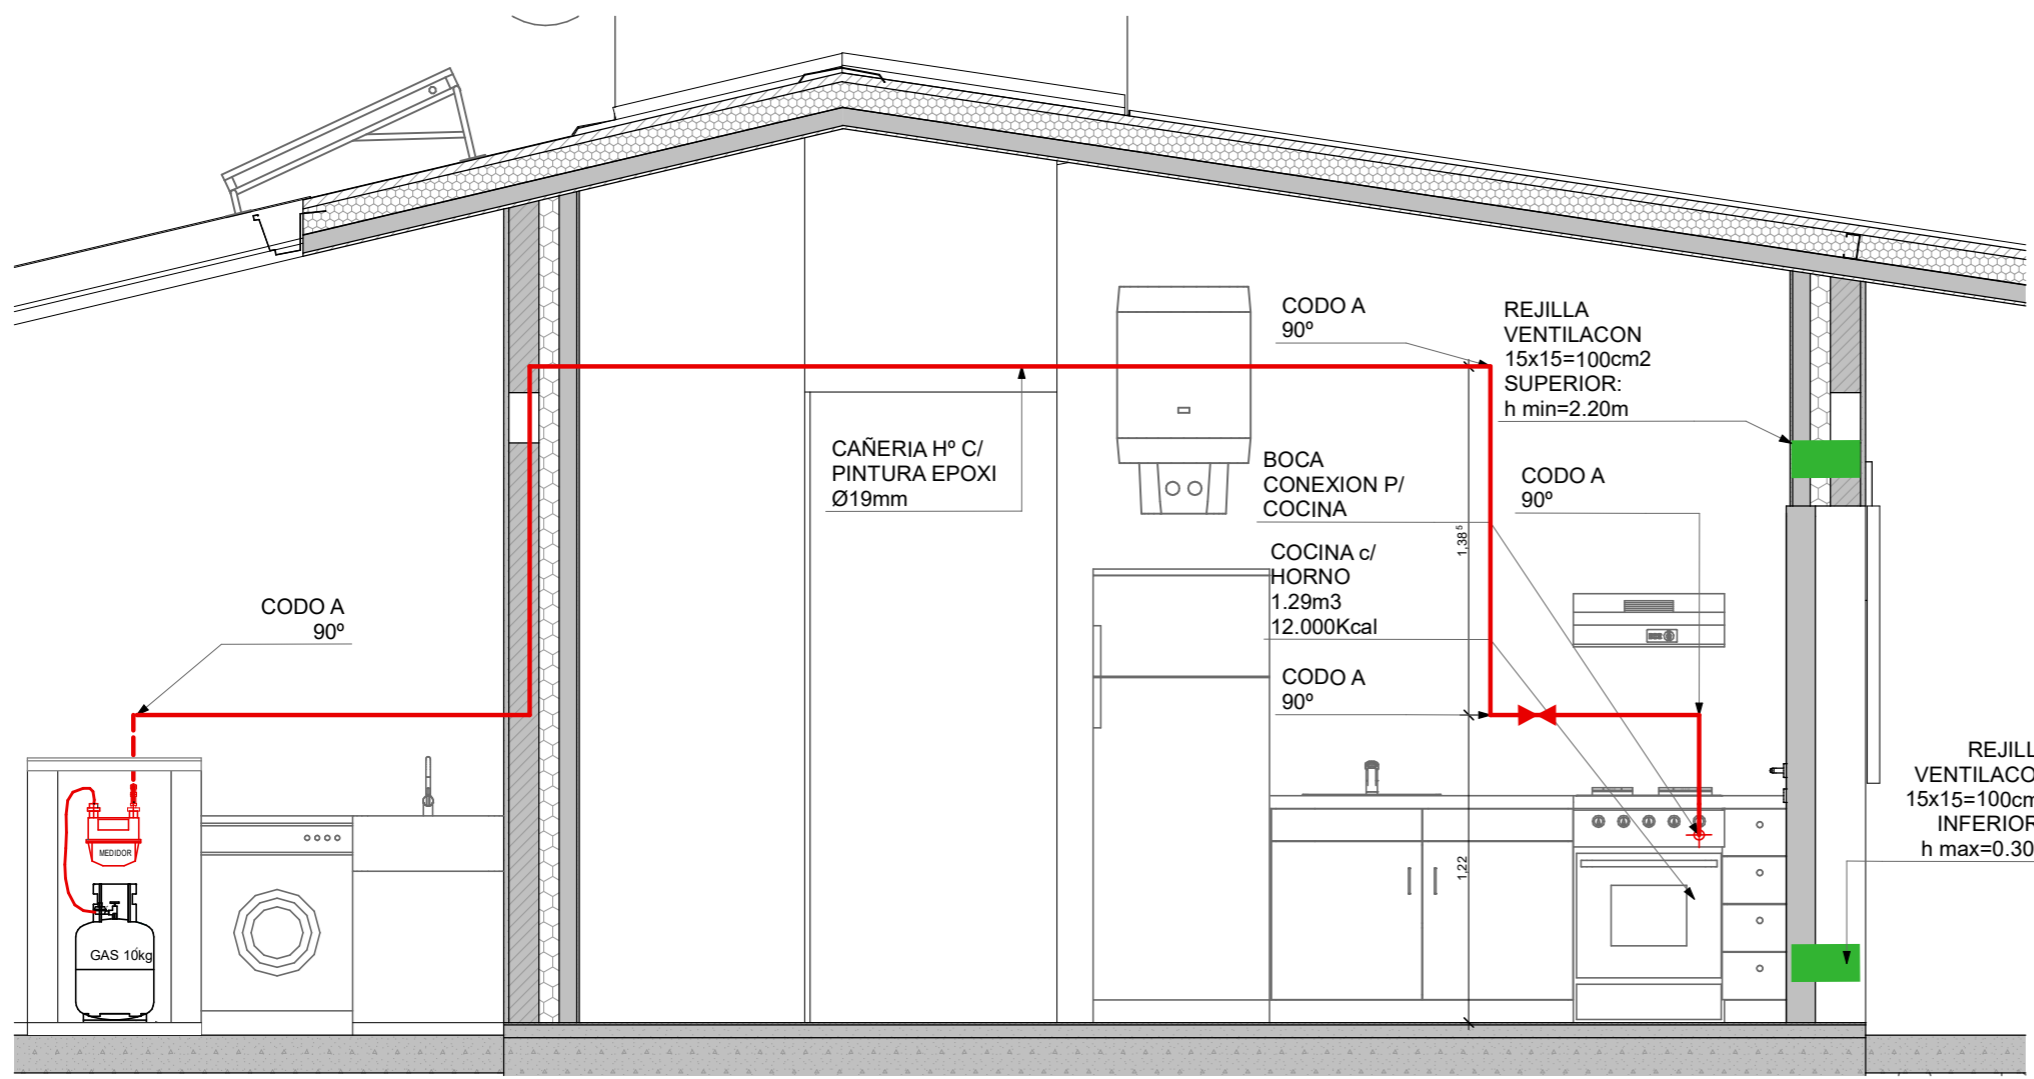 CODO A
90º
REJILLA
VENTILACON
15x15=100cm2
SUPERIOR:
h min=2.20m
CAÑERIA Hº C/
PINTURA EPOXI
Ø19mm
BOCA
CONEXION P/
COCINA
CODO A
90º
1,38⁵
COCINA c/
HORNO
1.29m3
12.000Kcal
CODO A
90º
CODO A
90º
REJILL
VENTILACO
15x15=100cm
INFERIOR
h max=0.30
MEDIDOR
1,22
GAS 10kg